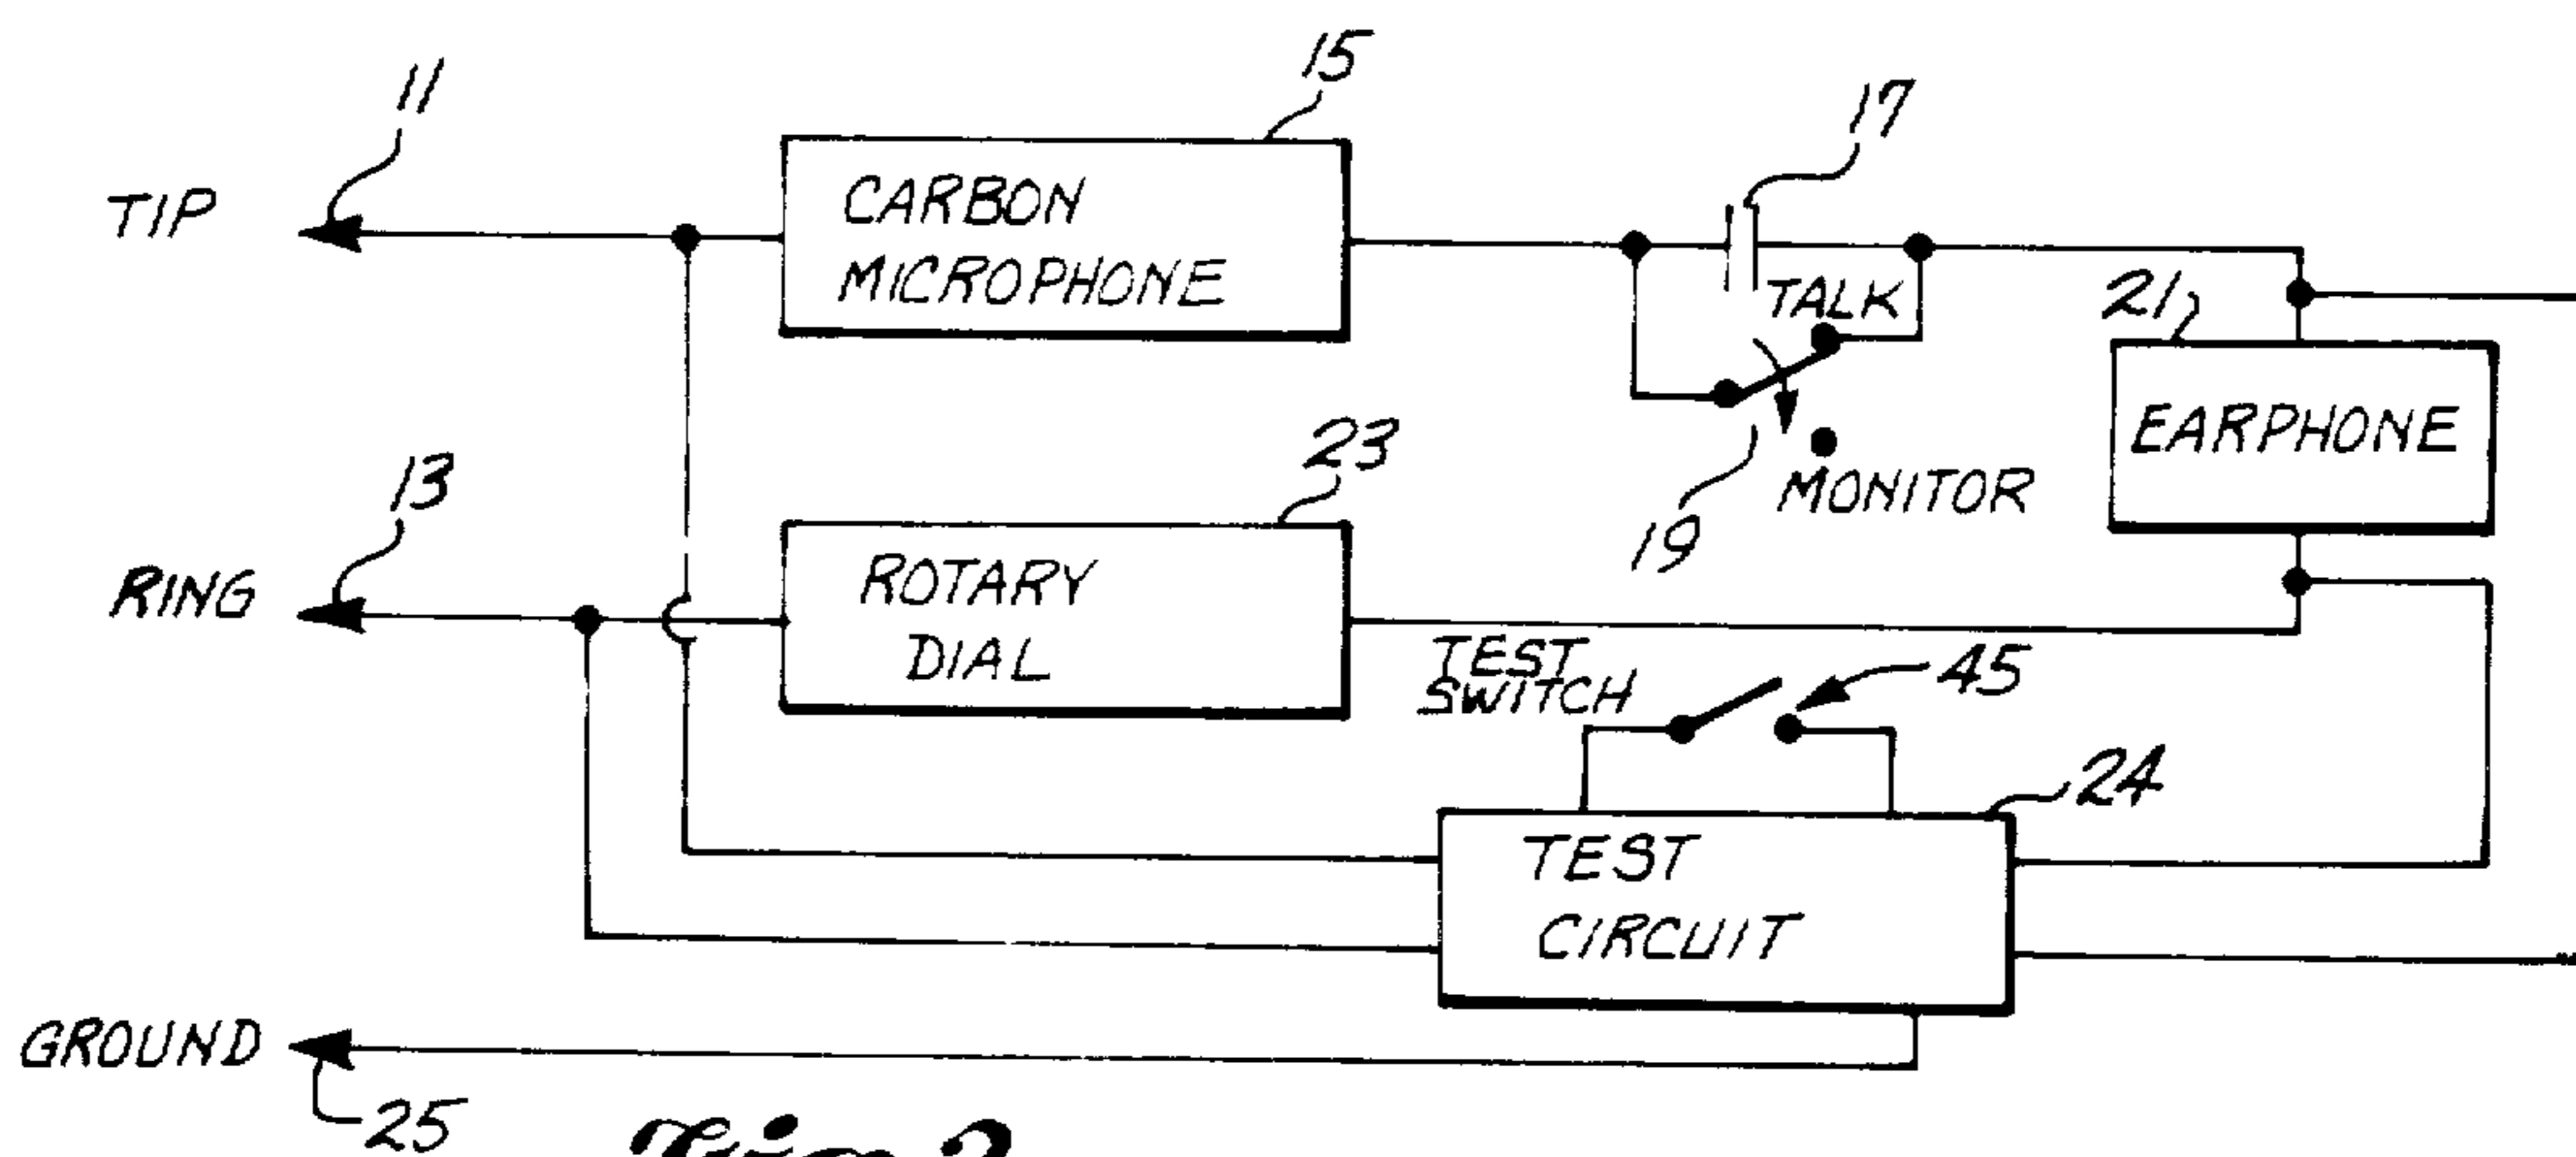 15
11
17
TIP
CARBON
MICROPHONE
TALK
21
EARPHONE
13
23
MONITOR
19
RING
ROTARY
DIAL
TEST
SWITCH
45
24
TEST
CIRCUIT
GROUND
25